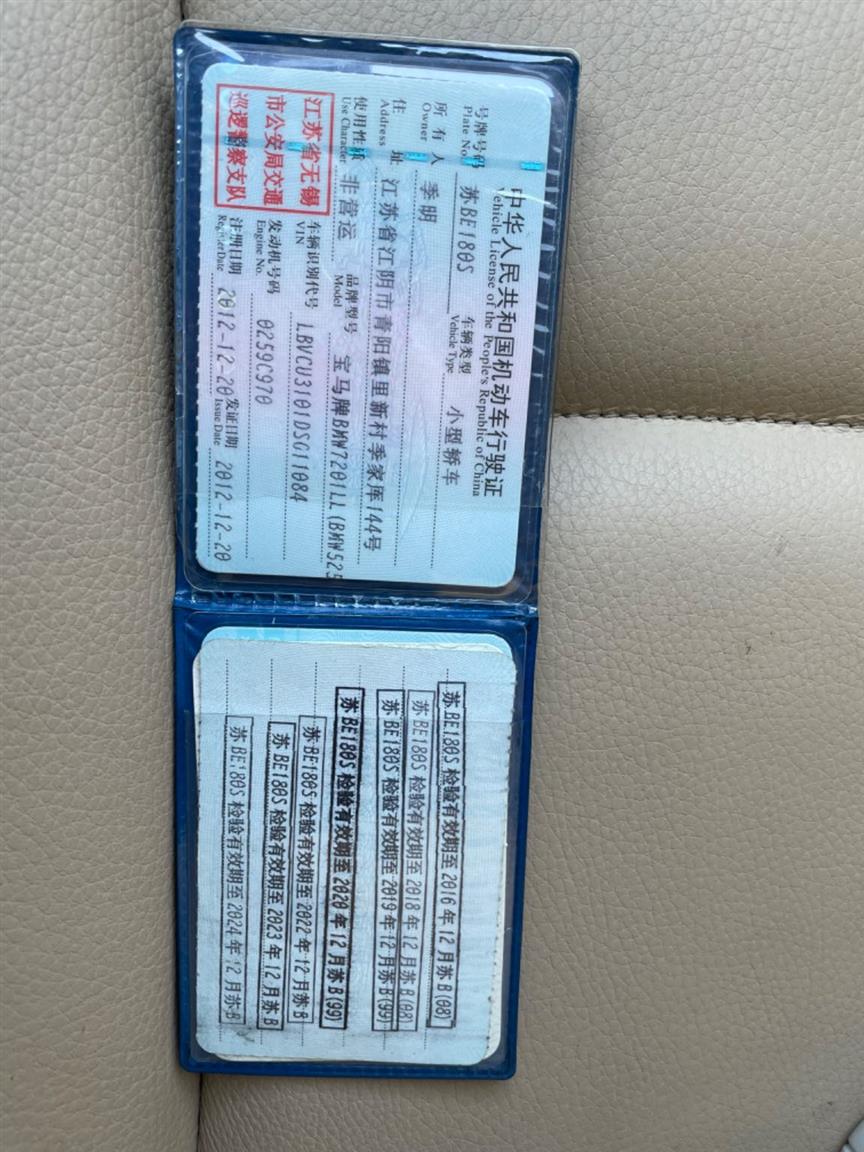 中华人民共和国机动车行驶证
Vehicle License of the People's Republic of China
号牌号码 苏BE180S 车辆类型 小型轿车
Plate No. Vehicle Type
所有人 季明
Owner
住址 江苏省江阴市青阳镇里新村季家厍144号
Address
使用性质 非营运 品牌型号 宝马牌BMW7201LL(BMW525
Use Character Model
江苏省无锡
市公安局交通
巡逻警察支队
车辆识别代号 LBVCU3101DSG11084
VIN
发动机号码 0259C970
Engine No.
注册日期 2012-12-20 发证日期 2012-12-20
Register Date Issue Date
苏BE180S检验有效期至2016年12月苏B(08)
苏BE180S检验有效期至2018年12月苏B(08)
苏BE180S检验有效期至2019年12月苏B(99)
苏BE180S检验有效期至2020年12月苏B(99)
苏BE180S检验有效期至2022年12月苏B
苏BE180S检验有效期至2023年12月苏B
苏BE180S检验有效期至2024年12月苏B